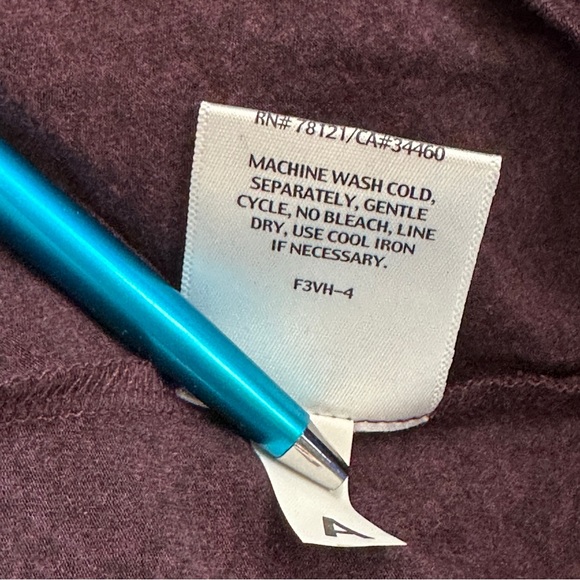 RN# 78121/CA#34460
MACHINE WASH COLD,
SEPARATELY, GENTLE
CYCLE, NO BLEACH, LINE
DRY, USE COOL IRON
IF NECESSARY.
F3VH-4
A